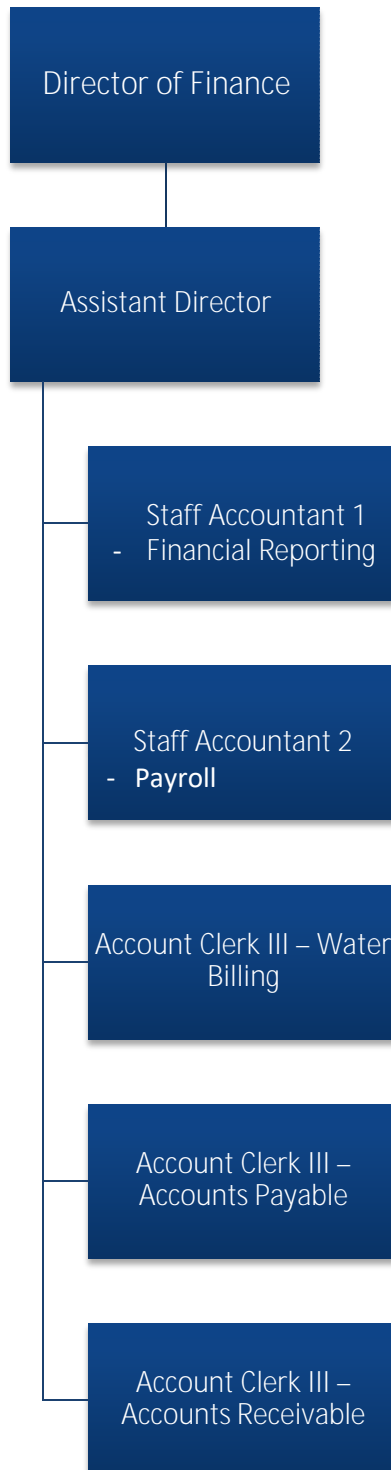 Director of Finance
Assistant Director
Staff Accountant 1
- Financial Reporting
Staff Accountant 2
- Payroll
Account Clerk III – Water
Billing
Account Clerk III –
Accounts Payable
Account Clerk III –
Accounts Receivable